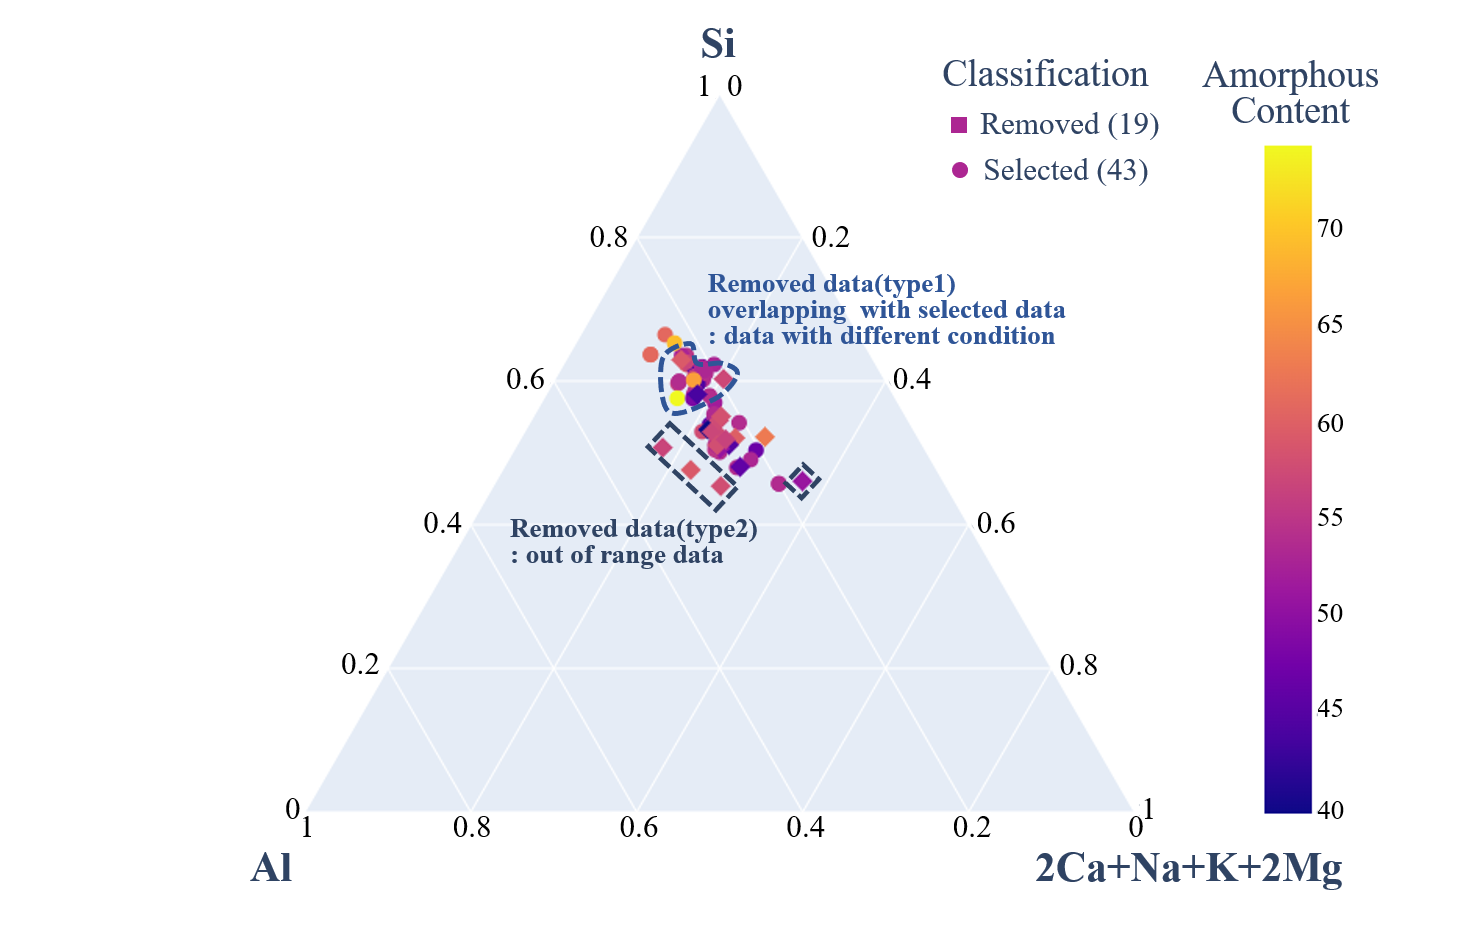 Si
1 0
Classification
Removed (19)
Selected (43)
Amorphous
Content
70
65
60
55
50
45
40
0.8
0.2
Removed data(type1)
overlapping  with selected data
: data with different condition
0.6
0.4
0.4
0.6
Removed data(type2)
: out of range data
0.2
0.8
0
1
1
0.8
0.6
0.4
0.2
0
Al
2Ca+Na+K+2Mg